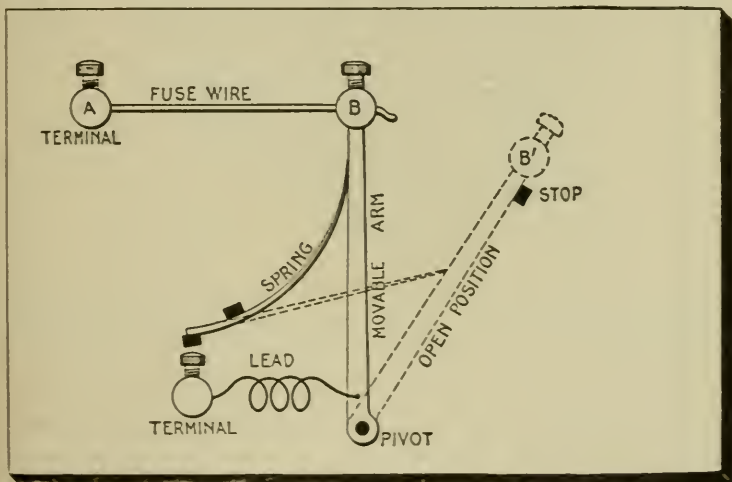 A
FUSE WIRE
B
TERMINAL
B'
STOP
SPRING
MOVABLE ARM
OPEN POSITION
LEAD
TERMINAL
PIVOT